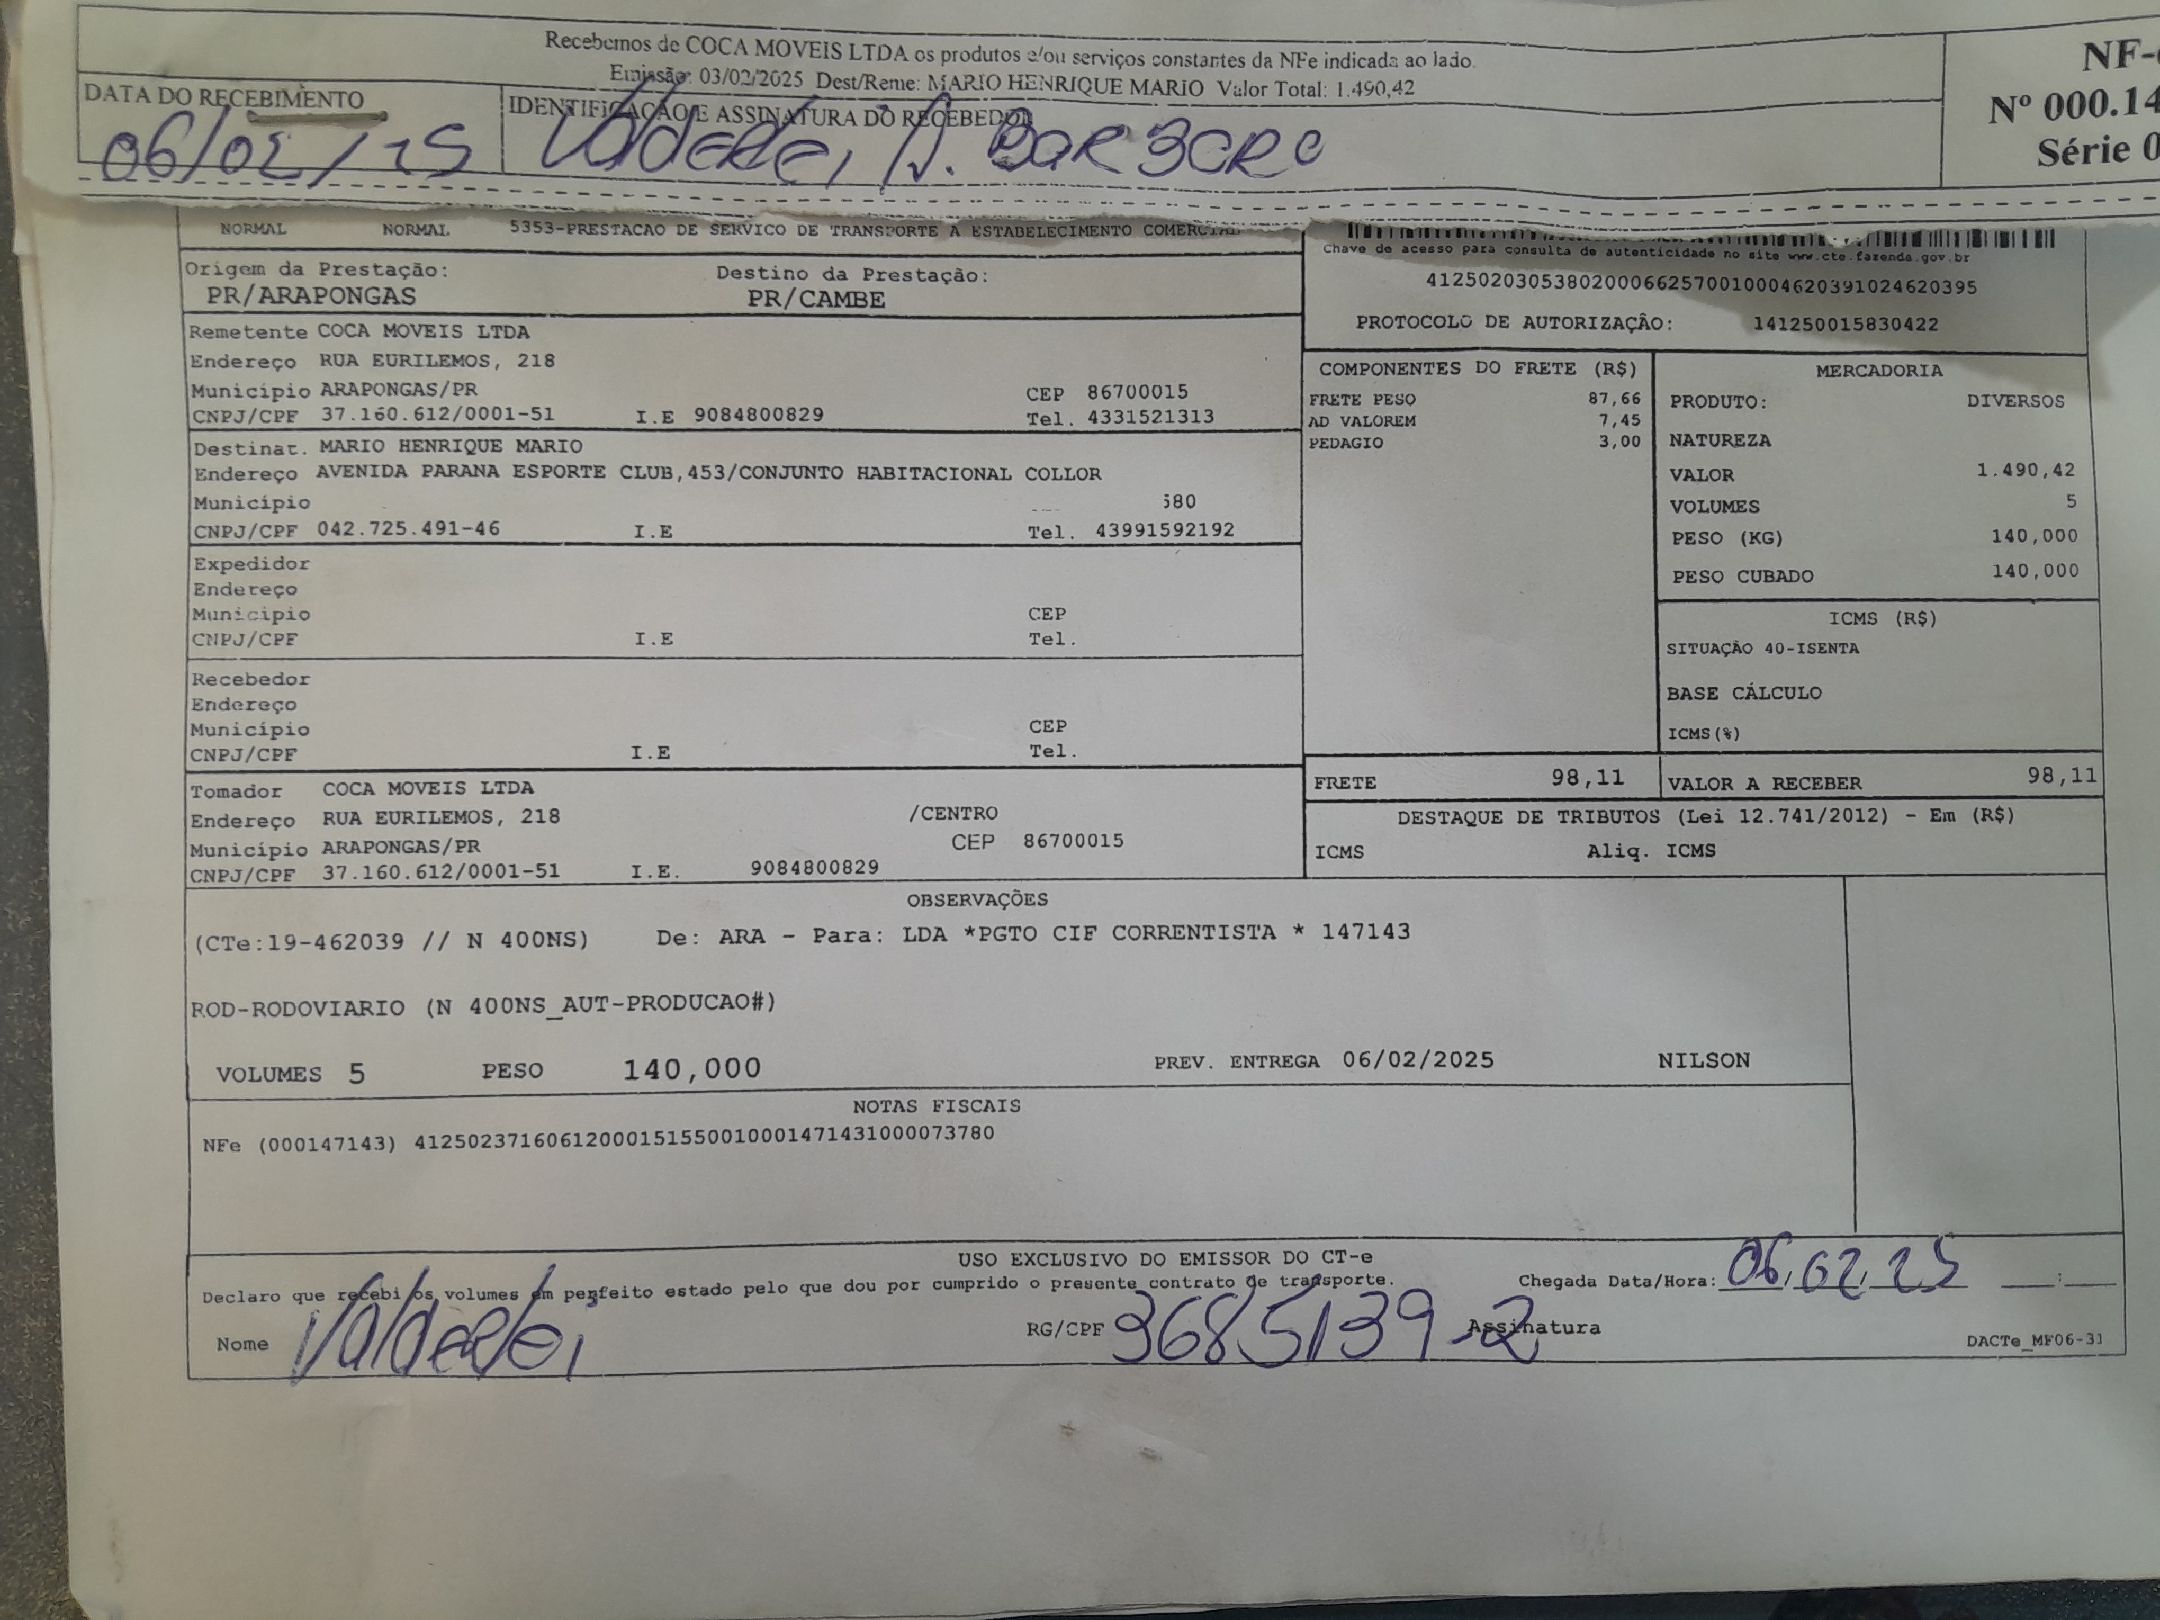 Recebemos de COCA MOVEIS LTDA os produtos e/ou serviços constantes da NFe indicada ao lado.
Emissão: 03/02/2025 Dest/Reme: MARIO HENRIQUE MARIO Valor Total: 1.490,42
DATA DO RECEBIMENTO
06/02/25
IDENTIFICAÇÃO E ASSINATURA DO RECEBEDOR
Valderlei A. BARBORO
NF-
Nº 000.14
Série 0
NORMAL NORMAL 5353-PRESTACAO DE SERVICO DE TRANSPORTE A ESTABELECIMENTO COMERCIAL
Chave de acesso para consulta de autenticidade no site www.cte.fazenda.gov.br
41250203053802000662570010004620391024620395
PROTOCOLO DE AUTORIZAÇÃO: 141250015830422
Origem da Prestação: Destino da Prestação:
PR/ARAPONGAS PR/CAMBE
Remetente COCA MOVEIS LTDA
Endereço RUA EURILEMOS, 218
Município ARAPONGAS/PR CEP 86700015
CNPJ/CPF 37.160.612/0001-51 I.E 9084800829 Tel. 4331521313
Destinat. MARIO HENRIQUE MARIO
Endereço AVENIDA PARANA ESPORTE CLUB,453/CONJUNTO HABITACIONAL COLLOR
Município 580
CNPJ/CPF 042.725.491-46 I.E Tel. 43991592192
Expedidor
Endereço
Município CEP
CNPJ/CPF I.E Tel.
Recebedor
Endereço
Município CEP
CNPJ/CPF I.E Tel.
Tomador COCA MOVEIS LTDA
Endereço RUA EURILEMOS, 218 /CENTRO
Município ARAPONGAS/PR CEP 86700015
CNPJ/CPF 37.160.612/0001-51 I.E. 9084800829
COMPONENTES DO FRETE (R$)
FRETE PESO 87,66
AD VALOREM 7,45
PEDAGIO 3,00
MERCADORIA
PRODUTO: DIVERSOS
NATUREZA
VALOR 1.490,42
VOLUMES 5
PESO (KG) 140,000
PESO CUBADO 140,000
ICMS (R$)
SITUAÇÃO 40-ISENTA
BASE CÁLCULO
ICMS(%)
FRETE 98,11 VALOR A RECEBER 98,11
DESTAQUE DE TRIBUTOS (Lei 12.741/2012) - Em (R$)
ICMS Aliq. ICMS
OBSERVAÇÕES
(CTe:19-462039 // N 400NS) De: ARA - Para: LDA *PGTO CIF CORRENTISTA * 147143
ROD-RODOVIARIO (N 400NS_AUT-PRODUCAO#)
VOLUMES 5 PESO 140,000 PREV. ENTREGA 06/02/2025 NILSON
NOTAS FISCAIS
NFe (000147143) 41250237160612000151550010001471431000073780
USO EXCLUSIVO DO EMISSOR DO CT-e
Declaro que recebi os volumes em perfeito estado pelo que dou por cumprido o presente contrato de transporte. Chegada Data/Hora: 06,02,25 __:__
Nome Valderlei RG/CPF 3685139-2 Assinatura
DACTe_MF06-31